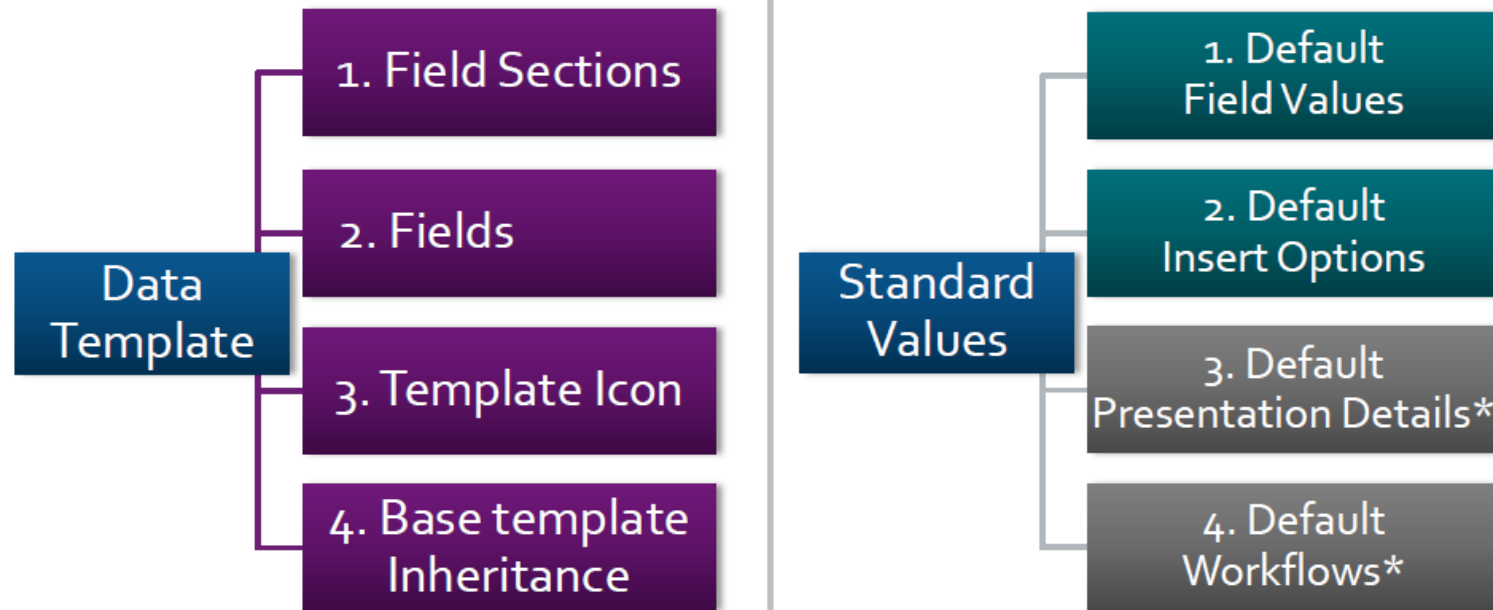 Data
Template
1. Field Sections
2. Fields
3. Template Icon
4. Base template
Inheritance
Standard
Values
1. Default
Field Values
2. Default
Insert Options
3. Default
Presentation Details*
4. Default
Workflows*